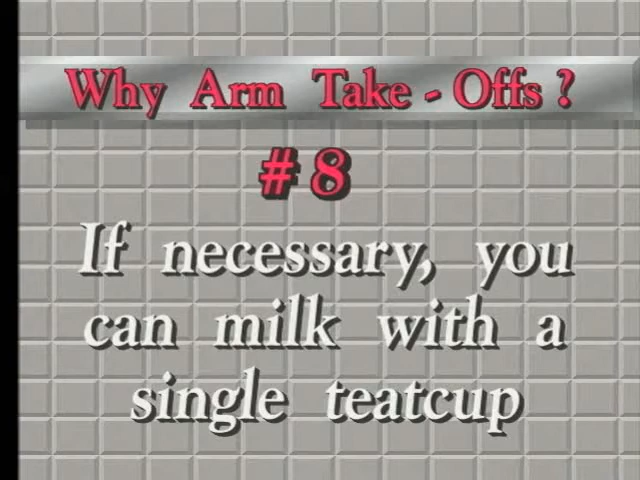 Why Arm Take - Offs ?
# 8
If necessary, you
can milk with a
single teatcup